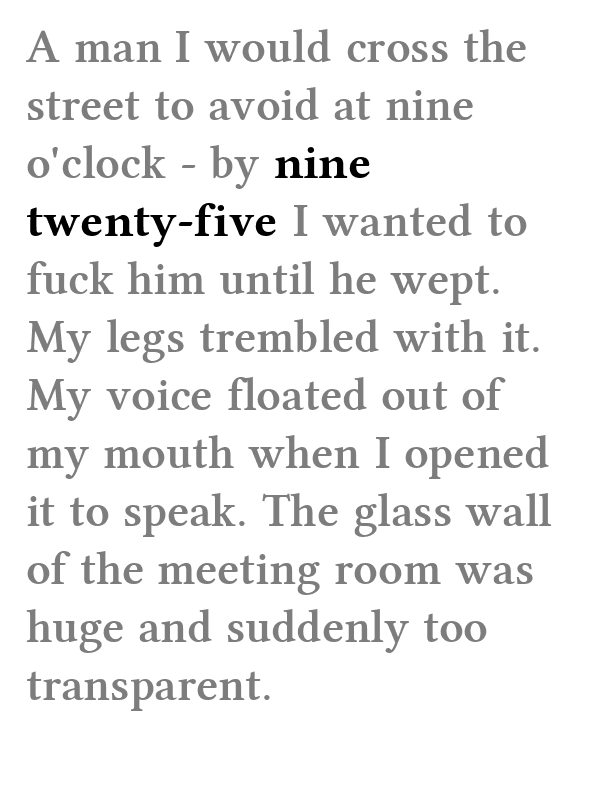 A man I would cross the
street to avoid at nine
o'clock - by nine
twenty-five I wanted to
fuck him until he wept.
My legs trembled with it.
My voice floated out of
my mouth when I opened
it to speak. The glass wall
of the meeting room was
huge and suddenly too
transparent.